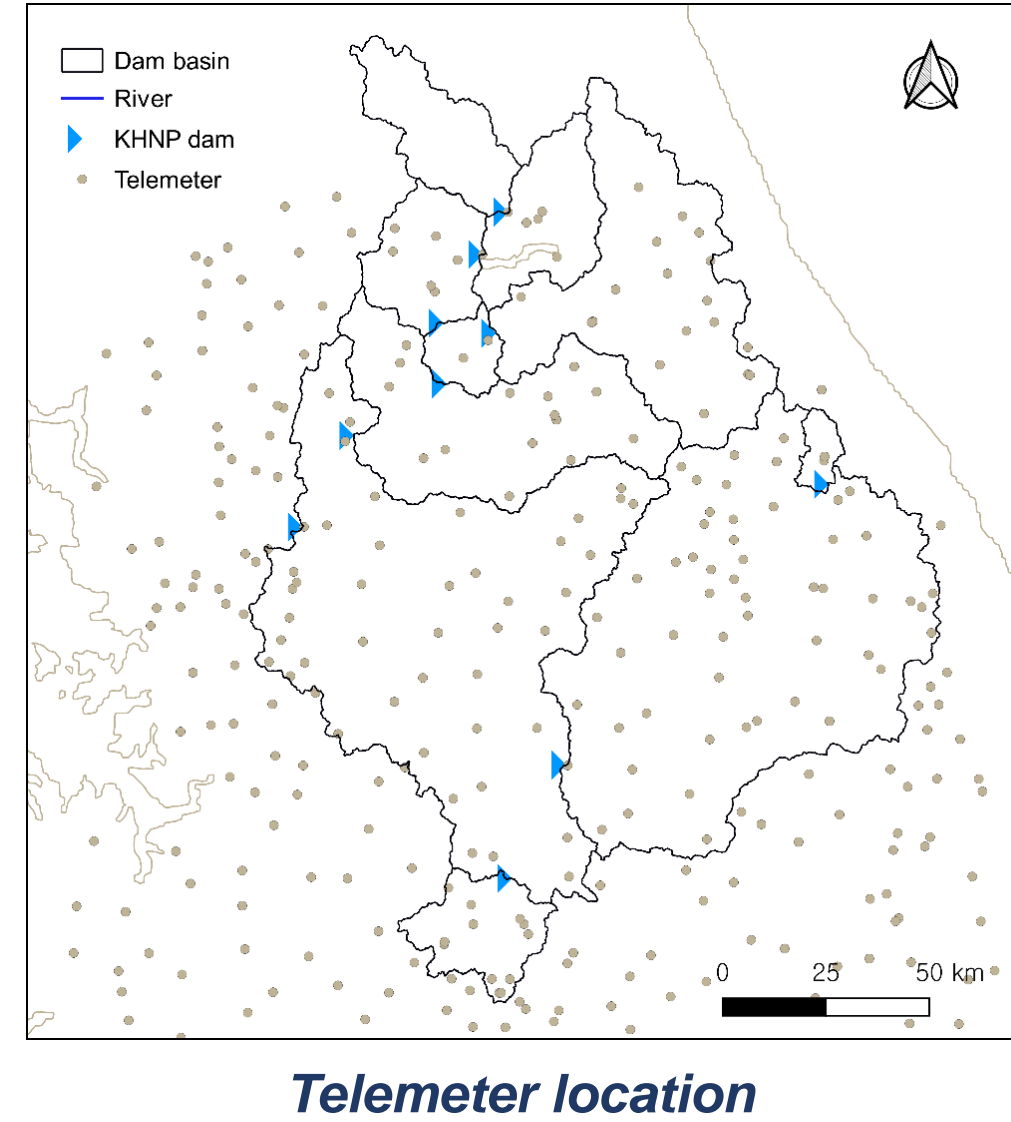 Dam basin
River
KHNP dam
Telemeter
0 25 50 km
Telemeter location